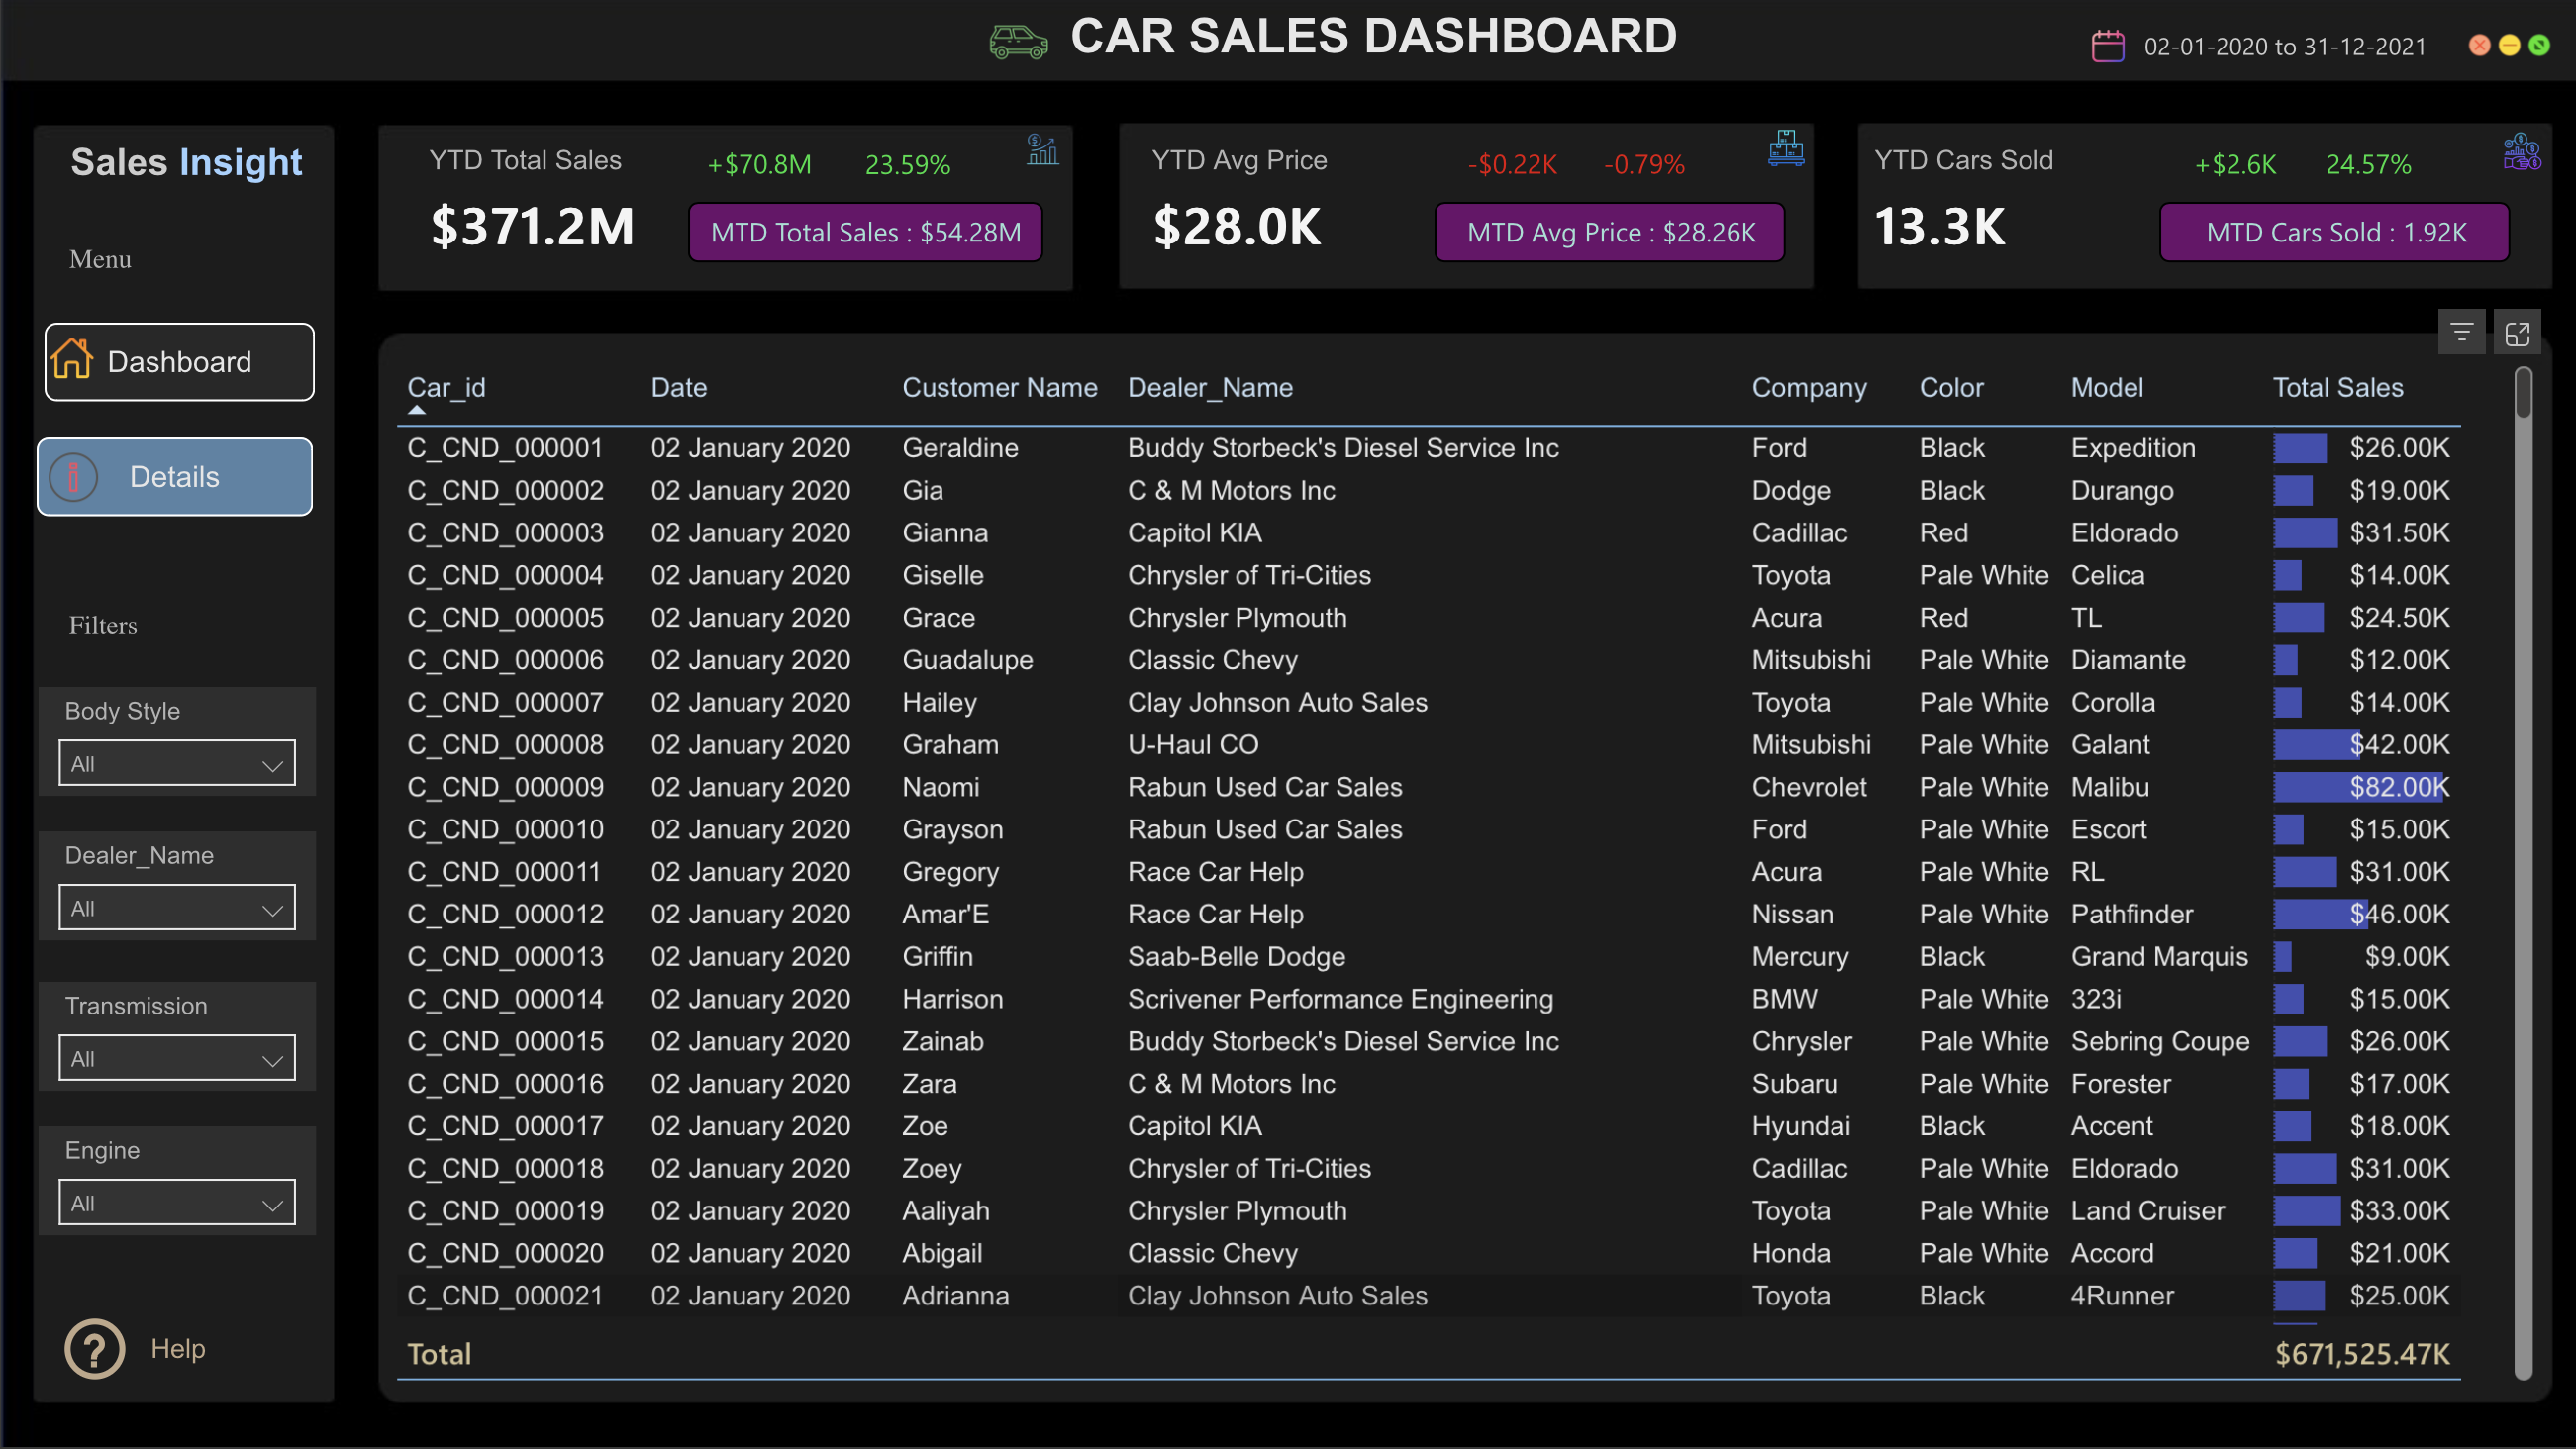 CAR SALES DASHBOARD
02-01-2020 to 31-12-2021
Sales Insight
Menu
Dashboard
Details
Filters
Body Style
All
Dealer_Name
All
Transmission
All
Engine
All
Help
YTD Total Sales +$70.8M 23.59%
$371.2M MTD Total Sales : $54.28M
YTD Avg Price -$0.22K -0.79%
$28.0K MTD Avg Price : $28.26K
YTD Cars Sold +$2.6K 24.57%
13.3K MTD Cars Sold : 1.92K
Car_id Date Customer Name Dealer_Name Company Color Model Total Sales
C_CND_000001 02 January 2020 Geraldine Buddy Storbeck's Diesel Service Inc Ford Black Expedition $26.00K
C_CND_000002 02 January 2020 Gia C & M Motors Inc Dodge Black Durango $19.00K
C_CND_000003 02 January 2020 Gianna Capitol KIA Cadillac Red Eldorado $31.50K
C_CND_000004 02 January 2020 Giselle Chrysler of Tri-Cities Toyota Pale White Celica $14.00K
C_CND_000005 02 January 2020 Grace Chrysler Plymouth Acura Red TL $24.50K
C_CND_000006 02 January 2020 Guadalupe Classic Chevy Mitsubishi Pale White Diamante $12.00K
C_CND_000007 02 January 2020 Hailey Clay Johnson Auto Sales Toyota Pale White Corolla $14.00K
C_CND_000008 02 January 2020 Graham U-Haul CO Mitsubishi Pale White Galant $42.00K
C_CND_000009 02 January 2020 Naomi Rabun Used Car Sales Chevrolet Pale White Malibu $82.00K
C_CND_000010 02 January 2020 Grayson Rabun Used Car Sales Ford Pale White Escort $15.00K
C_CND_000011 02 January 2020 Gregory Race Car Help Acura Pale White RL $31.00K
C_CND_000012 02 January 2020 Amar'E Race Car Help Nissan Pale White Pathfinder $46.00K
C_CND_000013 02 January 2020 Griffin Saab-Belle Dodge Mercury Black Grand Marquis $9.00K
C_CND_000014 02 January 2020 Harrison Scrivener Performance Engineering BMW Pale White 323i $15.00K
C_CND_000015 02 January 2020 Zainab Buddy Storbeck's Diesel Service Inc Chrysler Pale White Sebring Coupe $26.00K
C_CND_000016 02 January 2020 Zara C & M Motors Inc Subaru Pale White Forester $17.00K
C_CND_000017 02 January 2020 Zoe Capitol KIA Hyundai Black Accent $18.00K
C_CND_000018 02 January 2020 Zoey Chrysler of Tri-Cities Cadillac Pale White Eldorado $31.00K
C_CND_000019 02 January 2020 Aaliyah Chrysler Plymouth Toyota Pale White Land Cruiser $33.00K
C_CND_000020 02 January 2020 Abigail Classic Chevy Honda Pale White Accord $21.00K
C_CND_000021 02 January 2020 Adrianna Clay Johnson Auto Sales Toyota Black 4Runner $25.00K
Total $671,525.47K